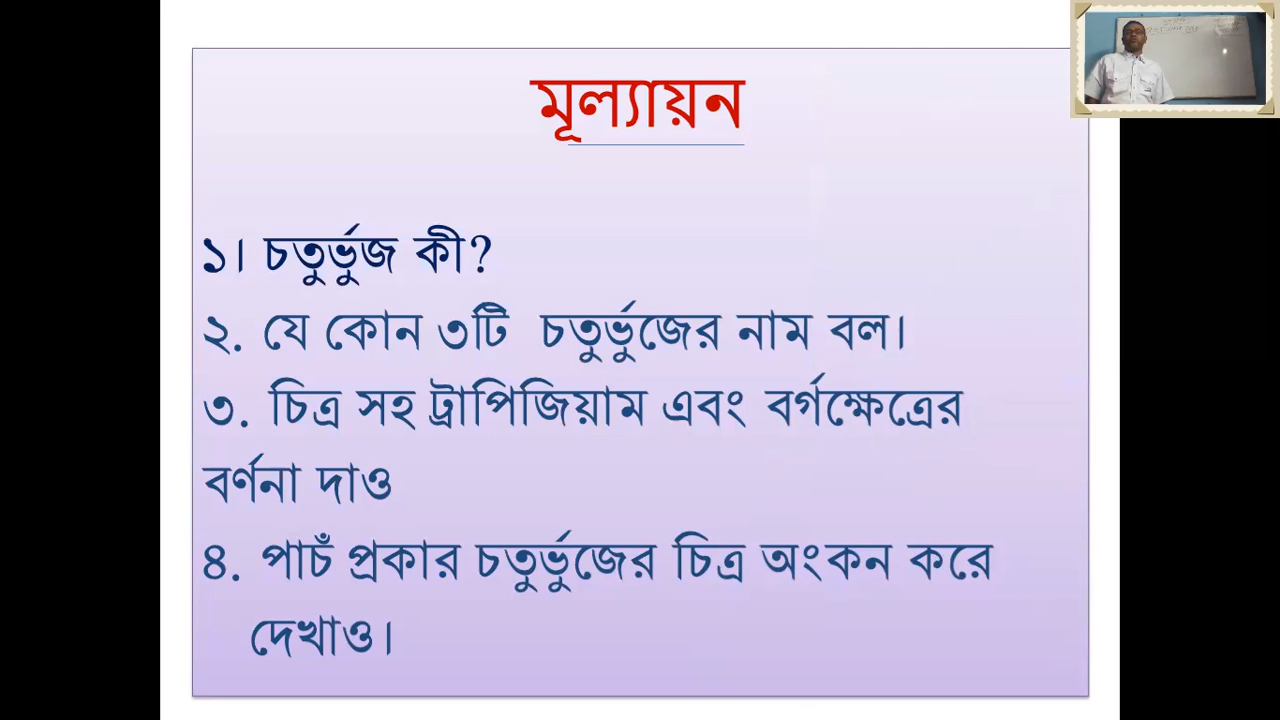 মূল্যায়ন
১। চতুর্ভুজ কী?
২. যে কোন ৩টি চতুর্ভুজের নাম বল।
৩. চিত্র সহ ট্রাপিজিয়াম এবং বর্গক্ষেত্রের
বর্ণনা দাও
৪. পাচঁ প্রকার চতুর্ভুজের চিত্র অংকন করে
দেখাও।